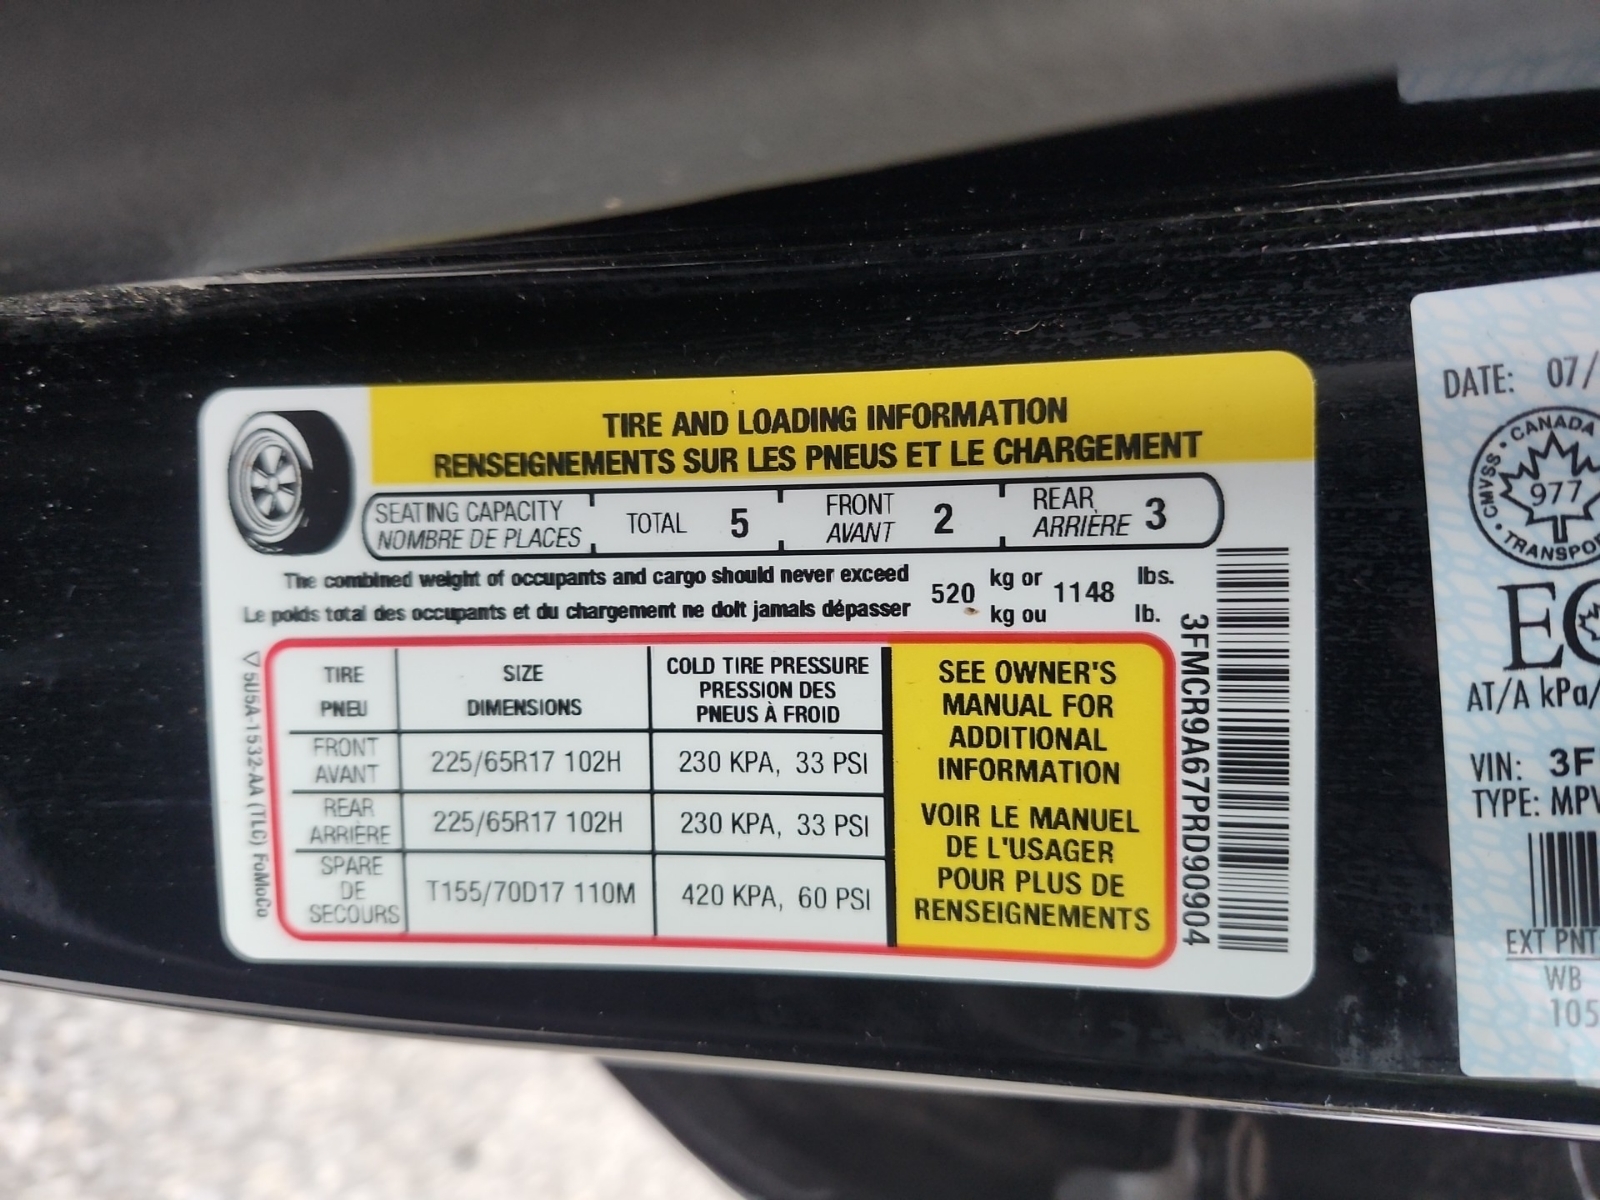 TIRE AND LOADING INFORMATION
RENSEIGNEMENTS SUR LES PNEUS ET LE CHARGEMENT
SEATING CAPACITY
NOMBRE DE PLACES
TOTAL 5
FRONT
AVANT
2
REAR
ARRIÈRE
3
The combined weight of occupants and cargo should never exceed
Le poids total des occupants et du chargement ne doit jamais dépasser
520
kg or
kg ou
1148
lbs.
lb.
TIRE
PNEU
SIZE
DIMENSIONS
COLD TIRE PRESSURE
PRESSION DES
PNEUS À FROID
FRONT
AVANT
225/65R17 102H
230 KPA, 33 PSI
REAR
ARRIÈRE
225/65R17 102H
230 KPA, 33 PSI
SPARE
DE
SECOURS
T155/70D17 110M
420 KPA, 60 PSI
SEE OWNER'S
MANUAL FOR
ADDITIONAL
INFORMATION
VOIR LE MANUEL
DE L'USAGER
POUR PLUS DE
RENSEIGNEMENTS
5U5A-1532-AA (TLC) FoMoCo
3FMCR9A67PRD90904
DATE: 07/
CANADA
CMVSS
977
TRANSPO
EC
AT/A kPa/
VIN: 3F
TYPE: MPV
EXT PNT
WB
105